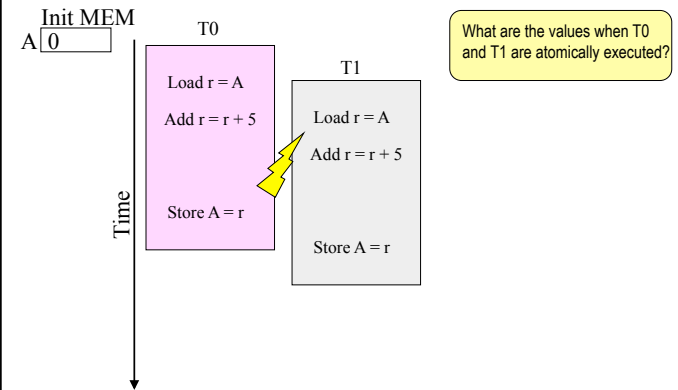 Init MEM
A 0
T0
What are the values when T0
and T1 are atomically executed?
T1
Load r = A
Add r = r + 5
Load r = A
Add r = r + 5
Time
Store A = r
Store A = r